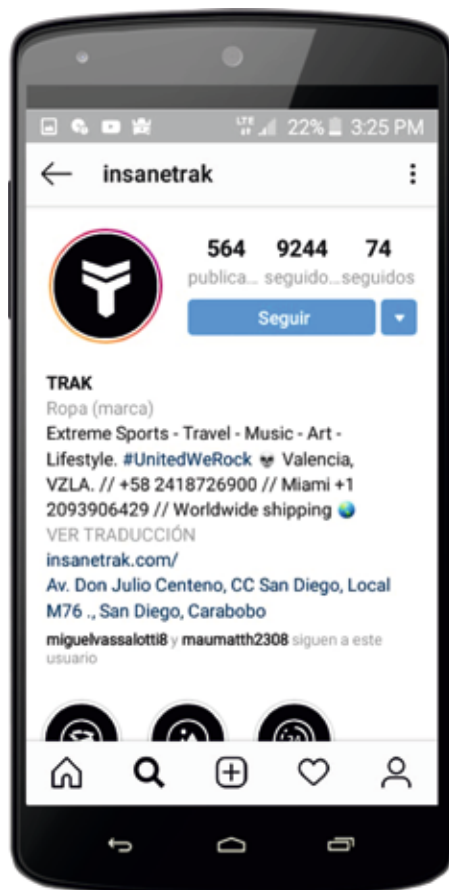 LTE 22% 3:25 PM
insanetrak
564 9244 74
publica... seguido...seguidos
Seguir
TRAK
Ropa (marca)
Extreme Sports - Travel - Music - Art -
Lifestyle. #UnitedWeRock 💀 Valencia,
VZLA. // +58 2418726900 // Miami +1
2093906429 // Worldwide shipping 🌏
VER TRADUCCIÓN
insanetrak.com/
Av. Don Julio Centeno, CC San Diego, Local
M76 ., San Diego, Carabobo
miguelvassalotti8 y maumatth2308 siguen a este
usuario